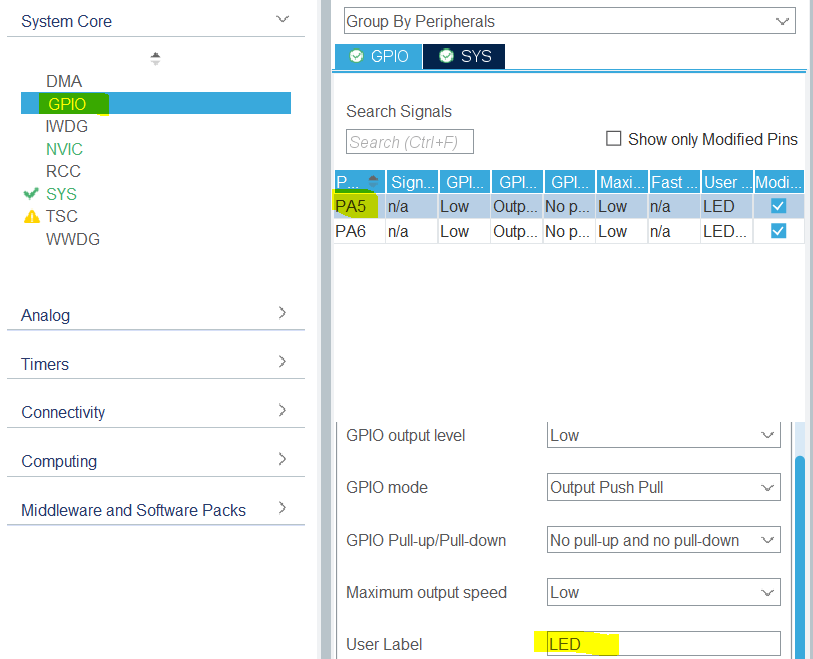 System Core
DMA
GPIO
IWDG
NVIC
RCC
SYS
TSC
WWDG
Analog
Timers
Connectivity
Computing
Middleware and Software Packs
Group By Peripherals
GPIO SYS
Search Signals
Search (Ctrl+F)
Show only Modified Pins
P... Sign... GPI... GPI... GPI... Maxi... Fast ... User ... Modi...
PA5 n/a Low Outp... No p... Low n/a LED
PA6 n/a Low Outp... No p... Low n/a LED...
GPIO output level Low
GPIO mode Output Push Pull
GPIO Pull-up/Pull-down No pull-up and no pull-down
Maximum output speed Low
User Label LED